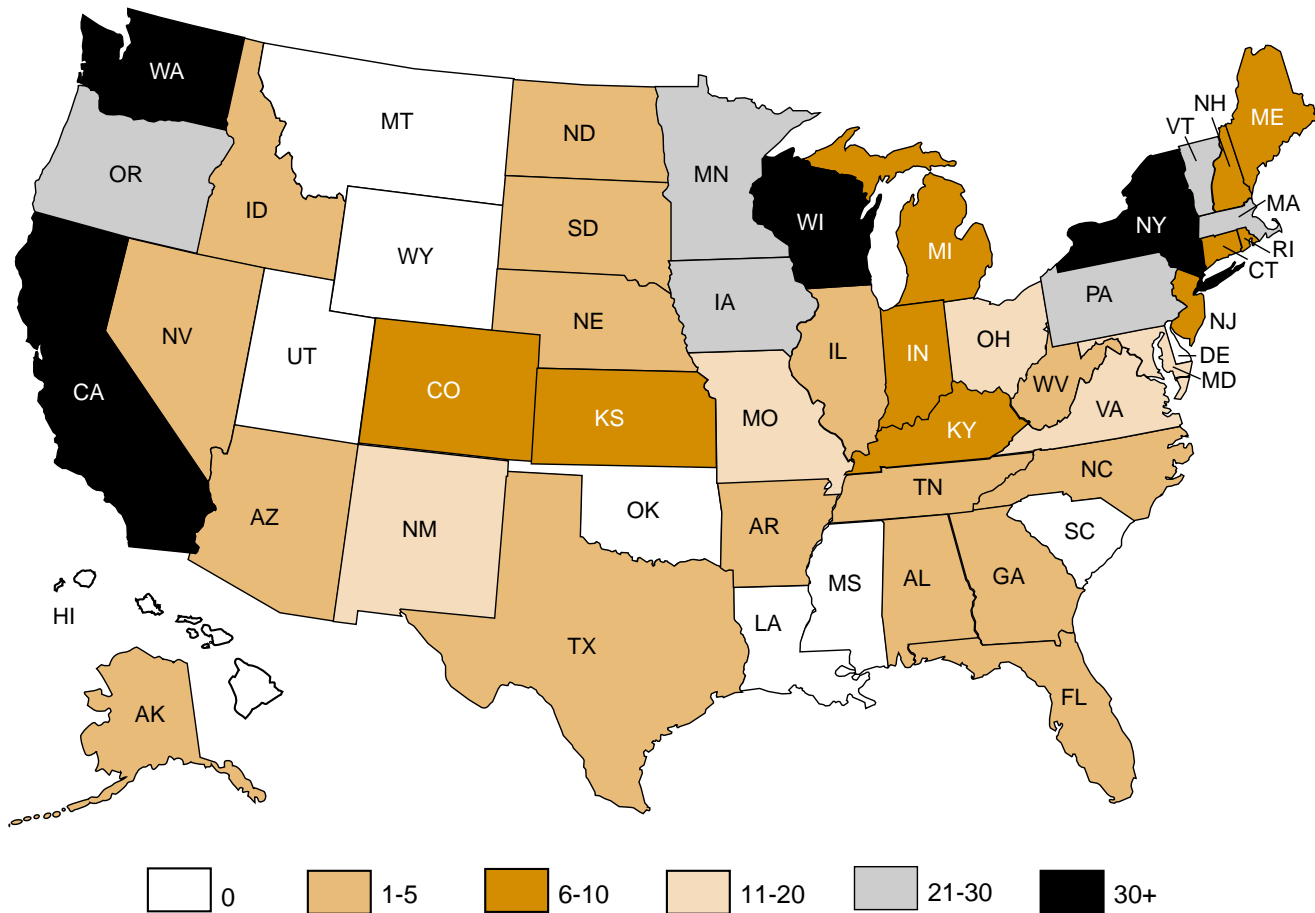 WA
MT
ND
MN
VT
NH
ME
OR
ID
SD
WI
MA
NY
WY
MI
RI
CT
IA
PA
NE
NV
NJ
UT
IL
IN
OH
DE
CA
CO
WV
MD
KS
MO
VA
KY
NC
TN
OK
AZ
NM
AR
SC
MS
AL
GA
HI
LA
TX
AK
FL
0
1-5
6-10
11-20
21-30
30+